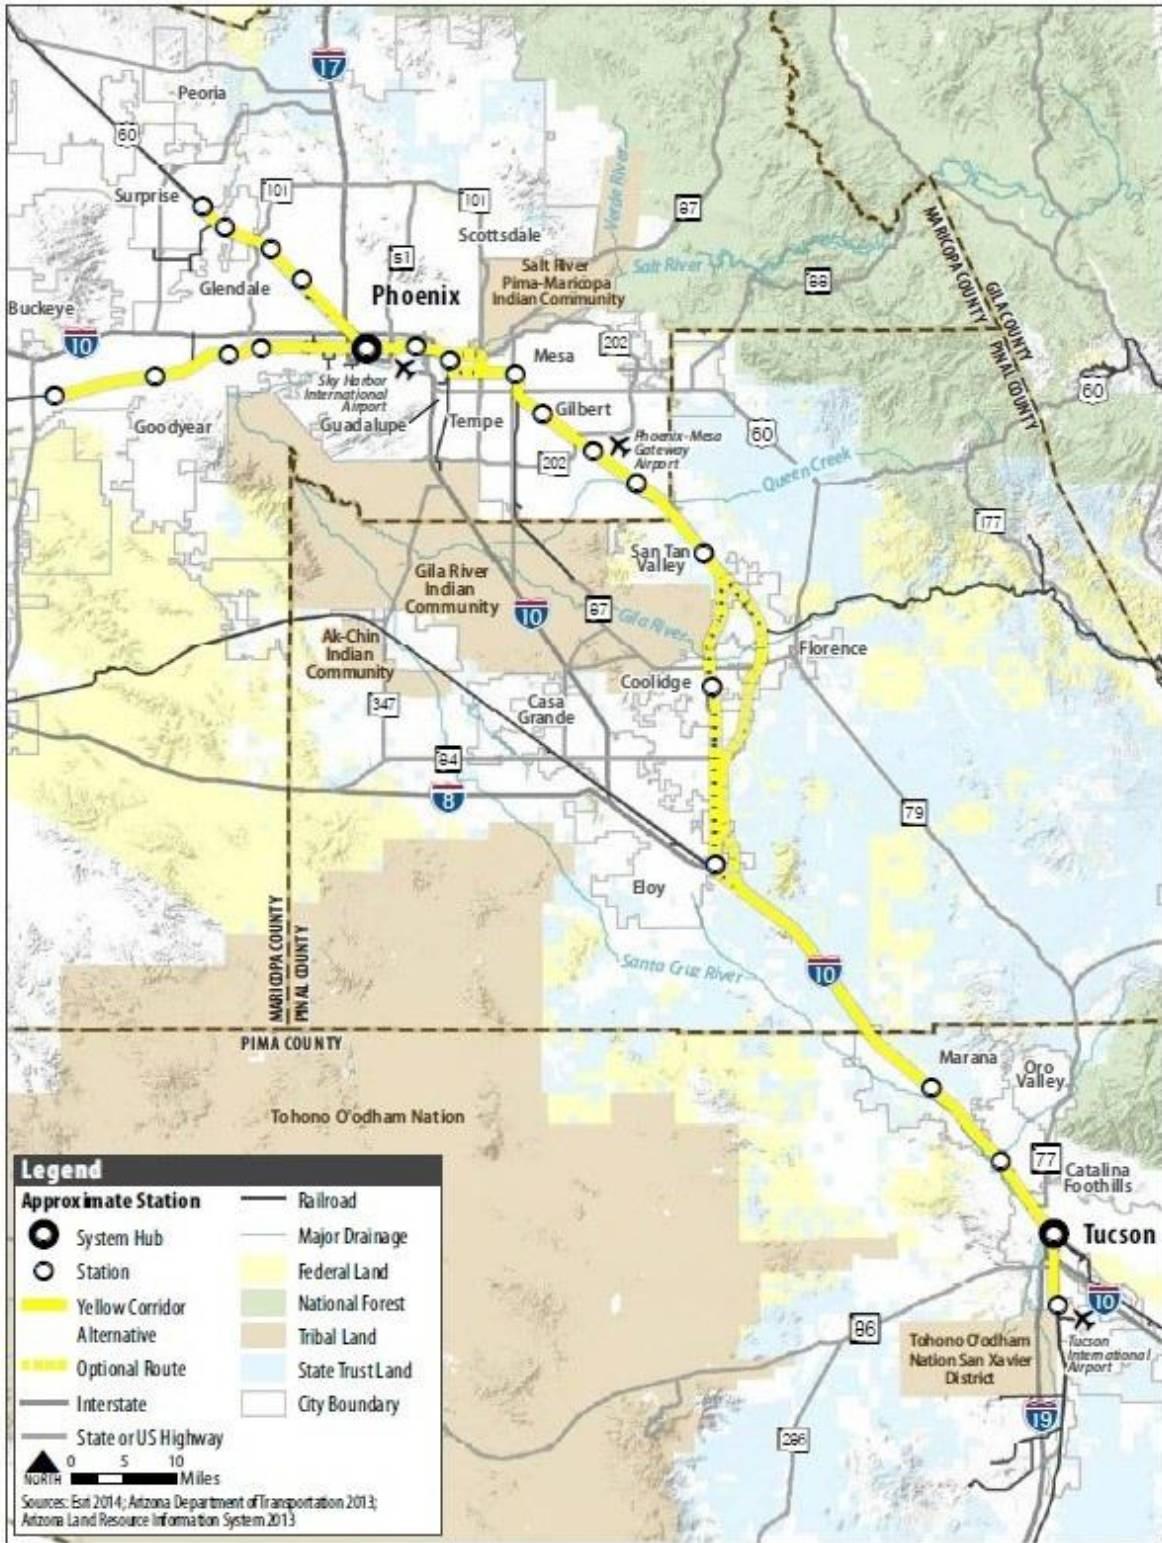 17
Peoria
60
Surprise
101
101
Scottsdale
Verde River
87
51
Salt River
Pima-Maricopa
Indian Community
Salt River
88
MARICOPA COUNTY
GILA COUNTY
PINAL COUNTY
Glendale
Phoenix
Buckeye
10
202
Mesa
Sky Harbor
International
Airport
60
Goodyear
Guadalupe
Tempe
Gilbert
60
202
Phoenix-Mesa
Gateway
Airport
Queen Creek
177
San Tan
Valley
Gila River
Indian
Community
10
87
Gila River
Ak-Chin
Indian
Community
Florence
Coolidge
347
Casa
Grande
84
8
79
Eloy
MARICOPA COUNTY
PINAL COUNTY
Santa Cruz River
10
PIMA COUNTY
Marana
Oro
Valley
Tohono O'odham Nation
77
Catalina
Foothills
Tucson
10
86
Tohono O'odham
Nation San Xavier
District
Tucson
International
Airport
19
286
Legend
Approximate Station
System Hub
Station
Yellow Corridor
Alternative
Optional Route
Interstate
State or US Highway
Railroad
Major Drainage
Federal Land
National Forest
Tribal Land
State Trust Land
City Boundary
NORTH
0 5 10
Miles
Sources: Esri 2014; Arizona Department of Transportation 2013;
Arizona Land Resource Information System 2013